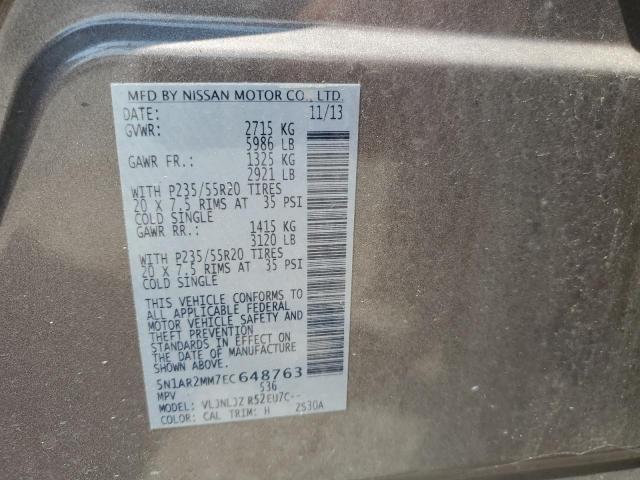 MFD BY NISSAN MOTOR CO., LTD.
DATE: 11/13
GVWR: 2715 KG
5986 LB
GAWR FR.: 1325 KG
2921 LB
WITH P235/55R20 TIRES
20 X 7.5 RIMS AT 35 PSI
COLD SINGLE
GAWR RR.: 1415 KG
3120 LB
WITH P235/55R20 TIRES
20 X 7.5 RIMS AT 35 PSI
COLD SINGLE
THIS VEHICLE CONFORMS TO
ALL APPLICABLE FEDERAL
MOTOR VEHICLE SAFETY AND
THEFT PREVENTION
STANDARDS IN EFFECT ON
THE DATE OF MANUFACTURE
SHOWN ABOVE.
5N1AR2MM7EC648763
MPV S36
MODEL: VLJNLJZ R52EU7C--
COLOR: CAL TRIM: H 2S30A